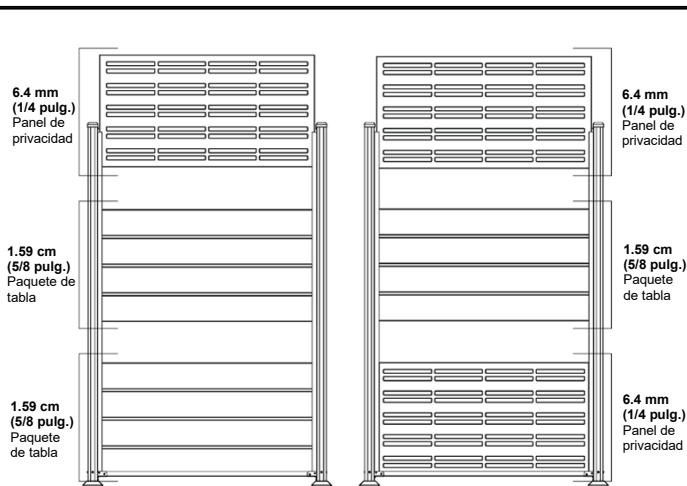 6.4 mm
(1/4 pulg.)
Panel de
privacidad
1.59 cm
(5/8 pulg.)
Paquete de
tabla
1.59 cm
(5/8 pulg.)
Paquete
de tabla
6.4 mm
(1/4 pulg.)
Panel de
privacidad
1.59 cm
(5/8 pulg.)
Paquete
de tabla
6.4 mm
(1/4 pulg.)
Panel de
privacidad